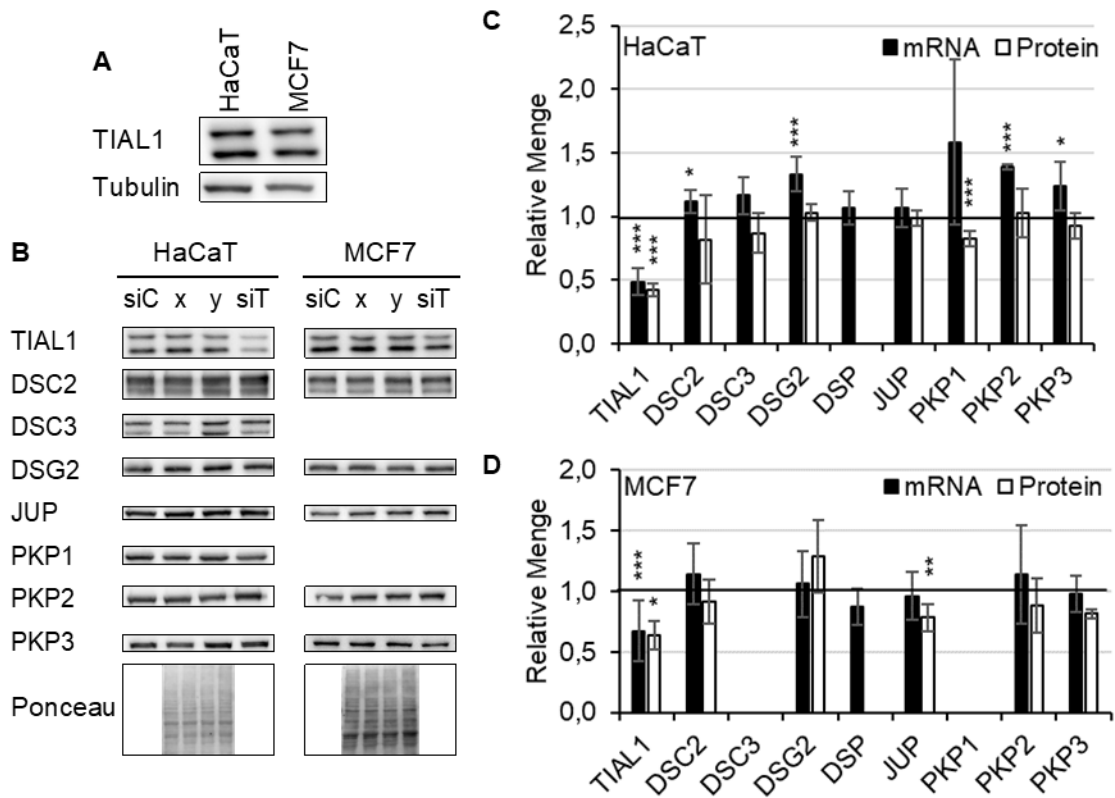 A
HaCaT
MCF7
TIAL1
Tubulin
B
HaCaT MCF7
siC x y siT siC x y siT
TIAL1
DSC2
DSC3
DSG2
JUP
PKP1
PKP2
PKP3
Ponceau
C
HaCaT
mRNA Protein
Relative Menge
2,5
2,0
1,5
1,0
0,5
0,0
***
***
*
***
***
***
*
TIAL1 DSC2 DSC3 DSG2 DSP JUP PKP1 PKP2 PKP3
D
MCF7
mRNA Protein
Relative Menge
2,0
1,5
1,0
0,5
0,0
***
*
**
TIAL1 DSC2 DSC3 DSG2 DSP JUP PKP1 PKP2 PKP3